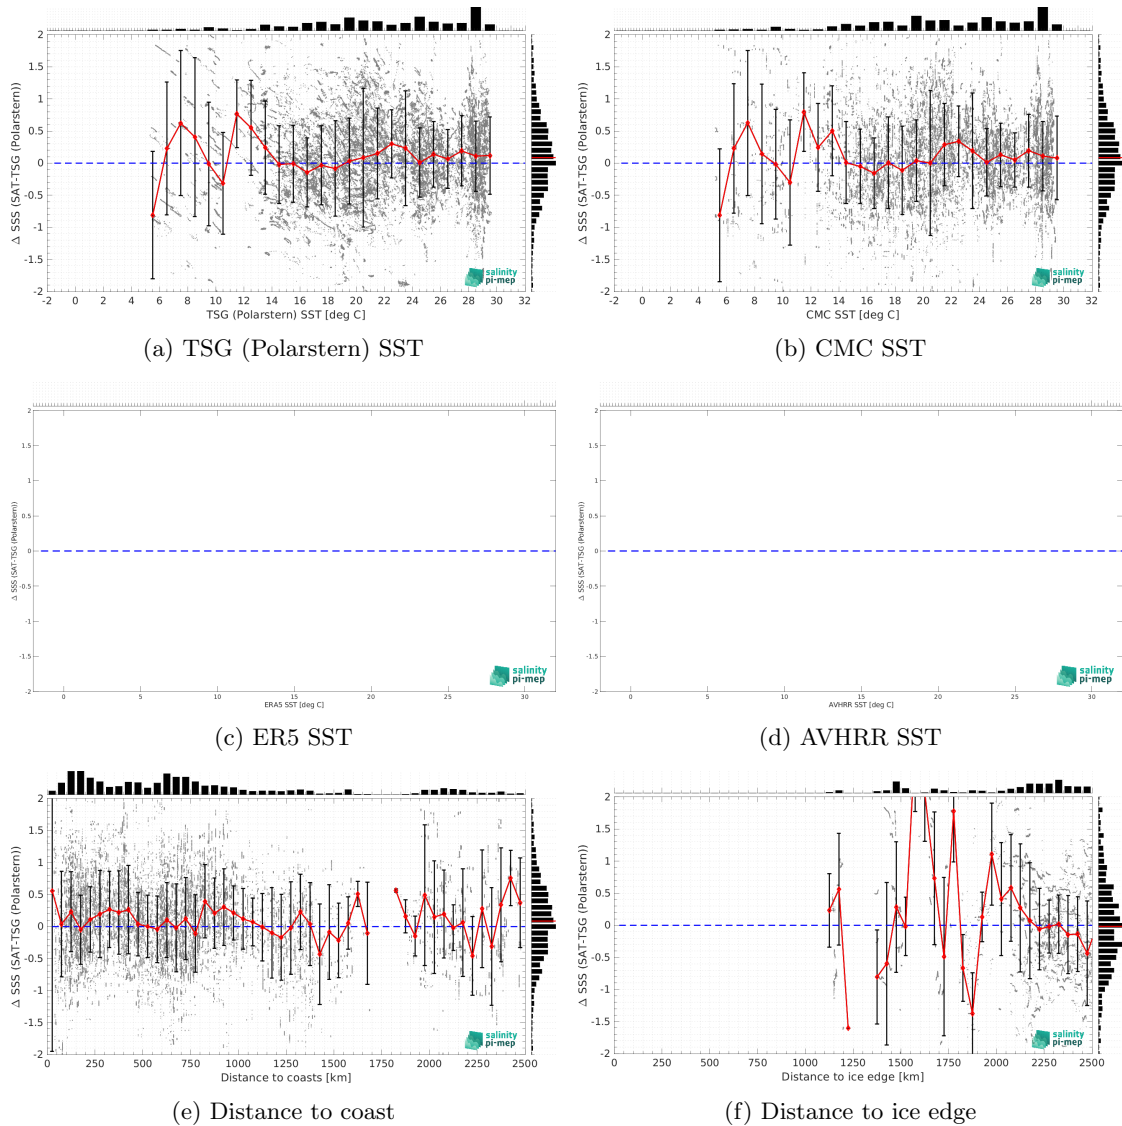 2
1.5
1
0.5
0
-0.5
-1
-1.5
-2
Δ SSS (SAT-TSG (Polarstern))
-2 0 2 4 6 8 10 12 14 16 18 20 22 24 26 28 30 32
TSG (Polarstern) SST [deg C]
salinity
pi-mep
(a) TSG (Polarstern) SST
2
1.5
1
0.5
0
-0.5
-1
-1.5
-2
Δ SSS (SAT-TSG (Polarstern))
-2 0 2 4 6 8 10 12 14 16 18 20 22 24 26 28 30 32
CMC SST [deg C]
salinity
pi-mep
(b) CMC SST
2
1.5
1
0.5
0
-0.5
-1
-1.5
-2
Δ SSS (SAT-TSG (Polarstern))
0 5 10 15 20 25 30
ERA5 SST [deg C]
salinity
pi-mep
(c) ER5 SST
2
1.5
1
0.5
0
-0.5
-1
-1.5
-2
Δ SSS (SAT-TSG (Polarstern))
0 5 10 15 20 25 30
AVHRR SST [deg C]
salinity
pi-mep
(d) AVHRR SST
2
1.5
1
0.5
0
-0.5
-1
-1.5
-2
Δ SSS (SAT-TSG (Polarstern))
0 250 500 750 1000 1250 1500 1750 2000 2250 2500
Distance to coasts [km]
salinity
pi-mep
(e) Distance to coast
2
1.5
1
0.5
0
-0.5
-1
-1.5
-2
Δ SSS (SAT-TSG (Polarstern))
0 250 500 750 1000 1250 1500 1750 2000 2250 2500
Distance to ice edge [km]
salinity
pi-mep
(f) Distance to ice edge